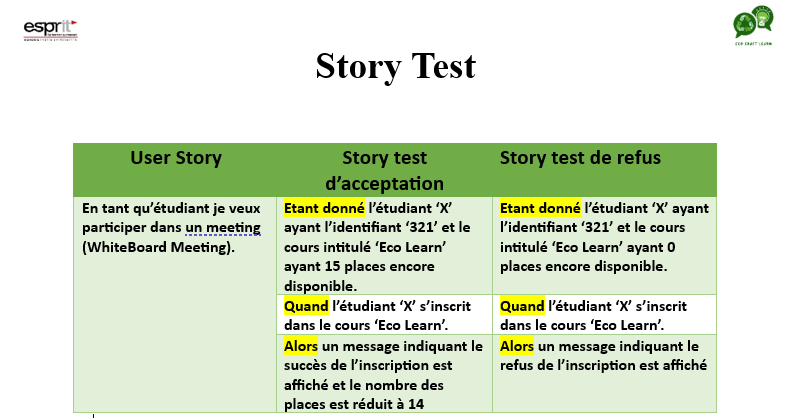 esprit
ECO CRAFT LEARN
Story Test
User Story
Story test
d’acceptation
Story test de refus
En tant qu’étudiant je veux
participer dans un meeting
(WhiteBoard Meeting).
Etant donné l’étudiant ‘X’
ayant l’identifiant ‘321’ et le
cours intitulé ‘Eco Learn’
ayant 15 places encore
disponible.
Etant donné l’étudiant ‘X’ ayant
l’identifiant ‘321’ et le cours
intitulé ‘Eco Learn’ ayant 0
places encore disponible.
Quand l’étudiant ‘X’ s’inscrit
dans le cours ‘Eco Learn’.
Quand l’étudiant ‘X’ s’inscrit
dans le cours ‘Eco Learn’.
Alors un message indiquant le
succès de l’inscription est
affiché et le nombre des
places est réduit à 14
Alors un message indiquant le
refus de l’inscription est affiché